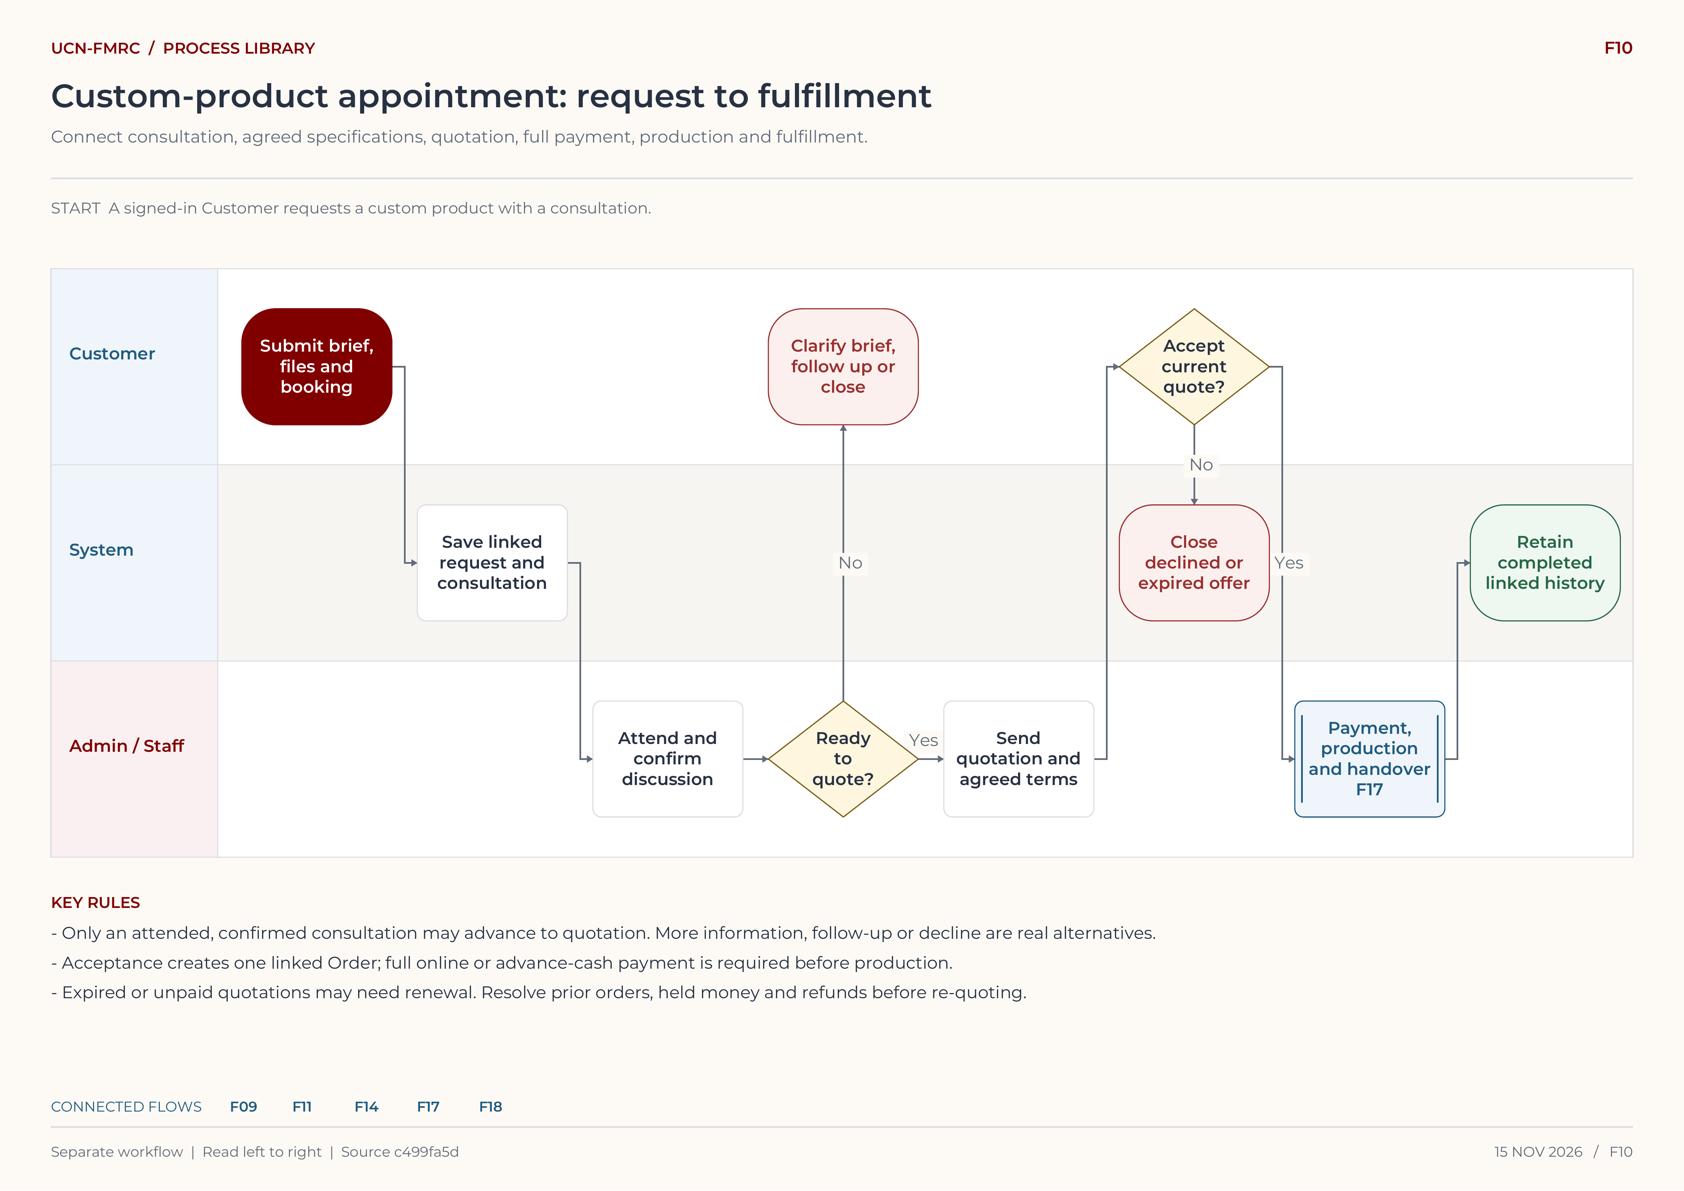 UCN-FMRC / PROCESS LIBRARY
F10
Custom-product appointment: request to fulfillment
Connect consultation, agreed specifications, quotation, full payment, production and fulfillment.
START A signed-in Customer requests a custom product with a consultation.
Customer
Submit brief,
files and
booking
Clarify brief,
follow up or
close
Accept
current
quote?
No
System
Save linked
request and
consultation
No
Close
declined or
expired offer
Yes
Retain
completed
linked history
Admin / Staff
Attend and
confirm
discussion
Ready
to
quote?
Yes
Send
quotation and
agreed terms
Payment,
production
and handover
F17
KEY RULES
- Only an attended, confirmed consultation may advance to quotation. More information, follow-up or decline are real alternatives.
- Acceptance creates one linked Order; full online or advance-cash payment is required before production.
- Expired or unpaid quotations may need renewal. Resolve prior orders, held money and refunds before re-quoting.
CONNECTED FLOWS F09 F11 F14 F17 F18
Separate workflow | Read left to right | Source c499fa5d
15 NOV 2026 / F10